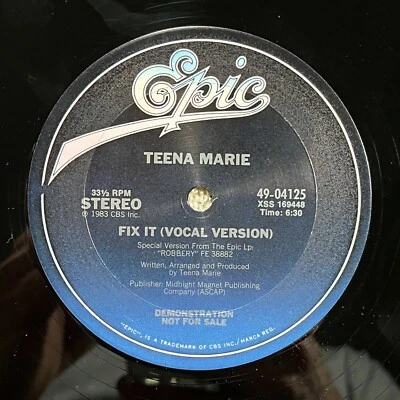 Epic
TEENA MARIE
33⅓ RPM
STEREO
℗ 1983 CBS Inc.
49-04125
XSS 169448
Time: 6:30
FIX IT (VOCAL VERSION)
Special Version From The Epic Lp:
"ROBBERY" FE 38882
Written, Arranged and Produced
by Teena Marie
Publisher: Midnight Magnet Publishing
Company (ASCAP)
DEMONSTRATION
NOT FOR SALE
"EPIC", IS A TRADEMARK OF CBS INC./MARCA REG.